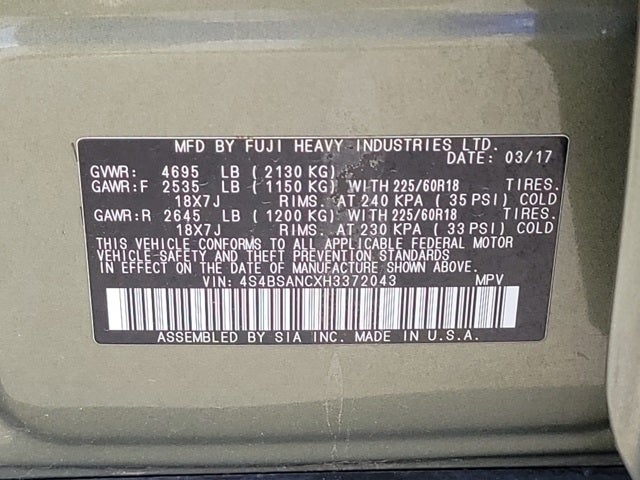 MFD BY FUJI HEAVY INDUSTRIES LTD.
DATE: 03/17
GVWR: 4695 LB (2130 KG)
GAWR:F 2535 LB (1150 KG) WITH 225/60R18 TIRES.
18X7J RIMS. AT 240 KPA (35 PSI) COLD
GAWR:R 2645 LB (1200 KG) WITH 225/60R18 TIRES.
18X7J RIMS. AT 230 KPA (33 PSI) COLD
THIS VEHICLE CONFORMS TO ALL APPLICABLE FEDERAL MOTOR
VEHICLE SAFETY AND THEFT PREVENTION STANDARDS
IN EFFECT ON THE DATE OF MANUFACTURE SHOWN ABOVE.
VIN: 4S4BSANCXH3372043 MPV
ASSEMBLED BY SIA INC. MADE IN U.S.A.